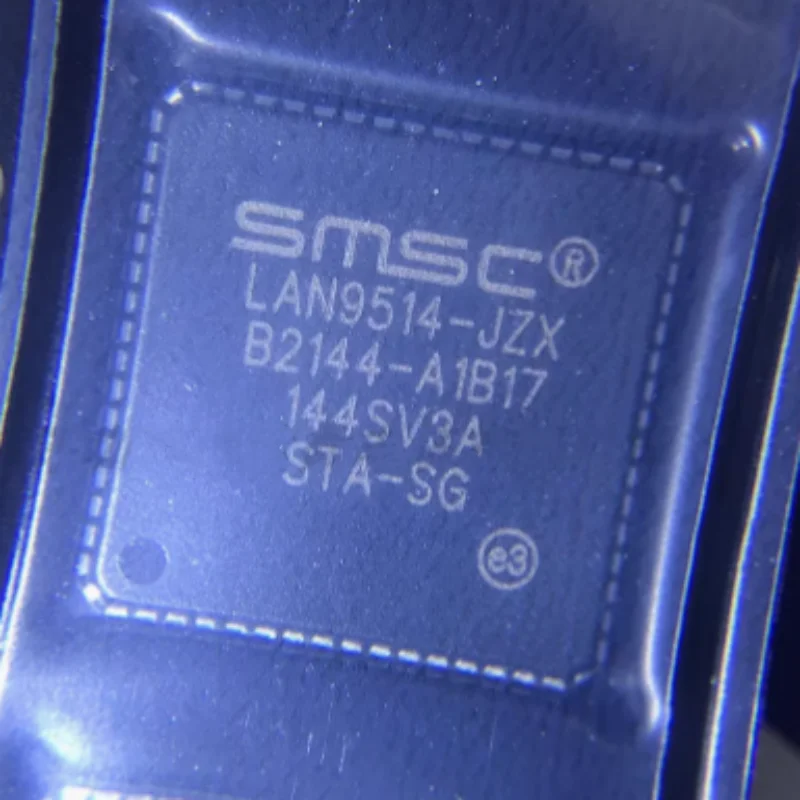 SMSC®
LAN9514-JZX
B2144-A1B17
144SV3A
STA-SG
e3